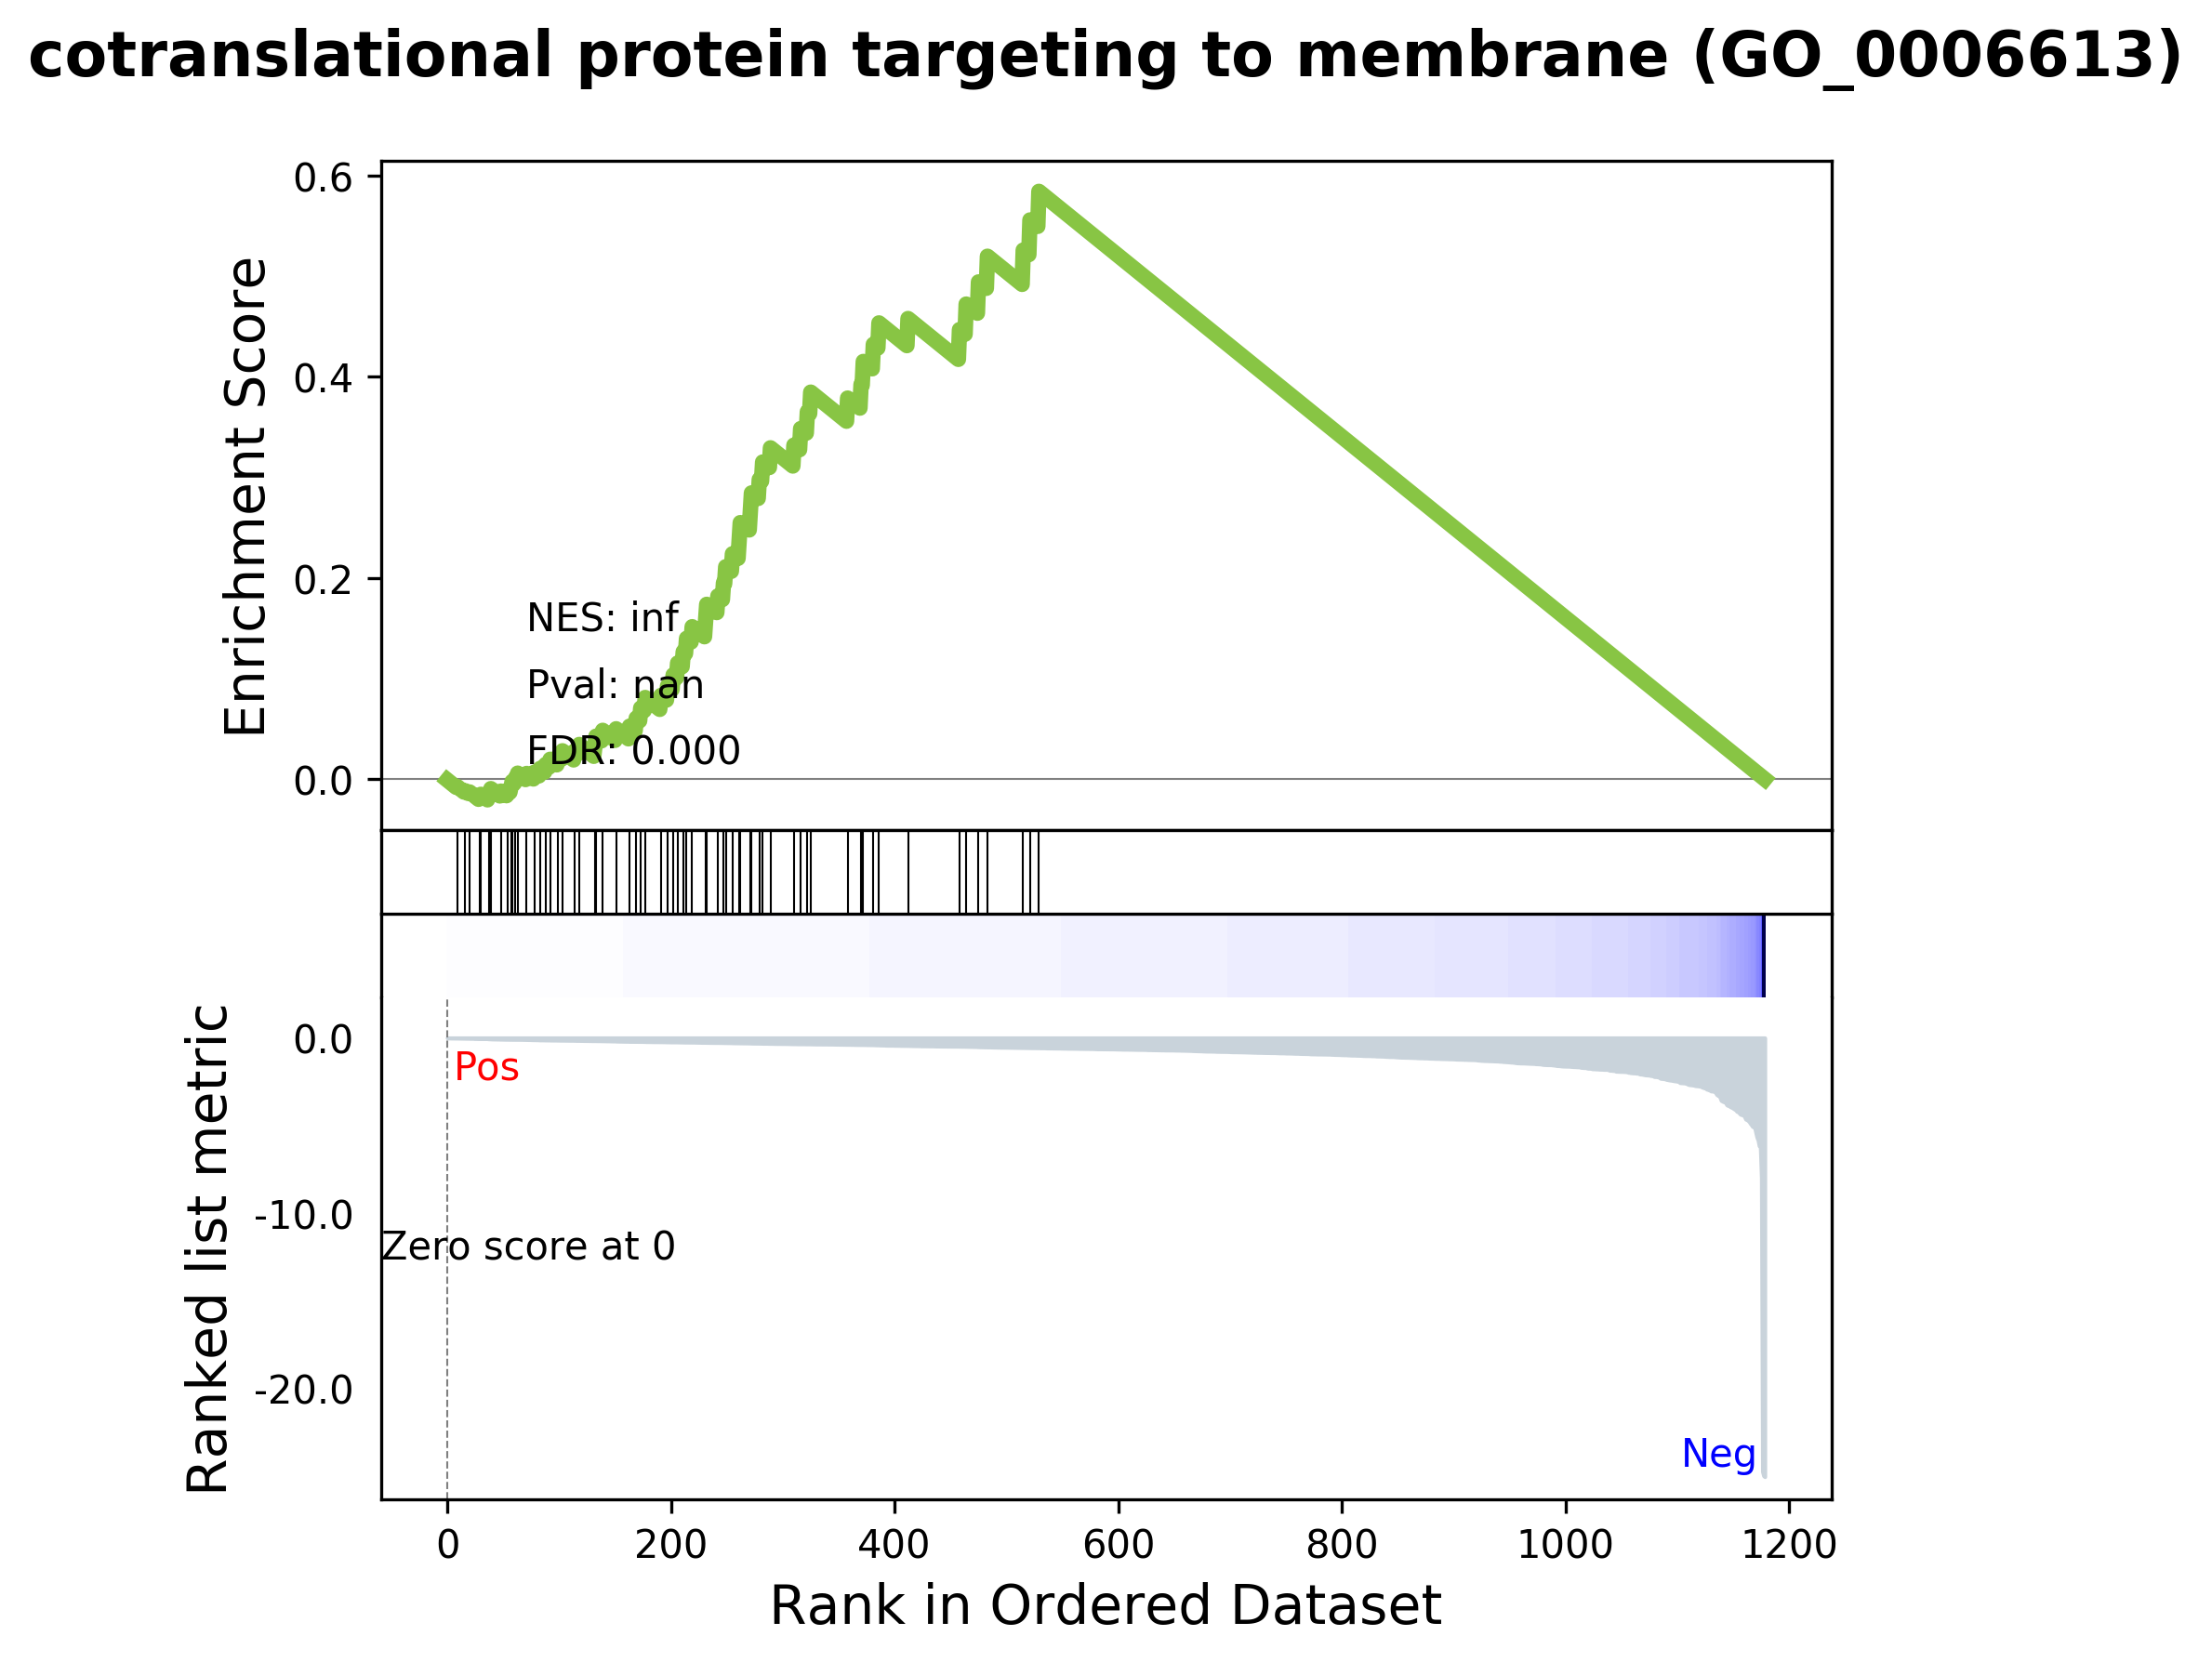 cotranslational protein targeting to membrane (GO_0006613)
Enrichment Score
0.6
0.4
0.2
0.0
NES: inf
Pval: nan
FDR: 0.000
Ranked list metric
0.0
-10.0
-20.0
Pos
Zero score at 0
Neg
0 200 400 600 800 1000 1200
Rank in Ordered Dataset